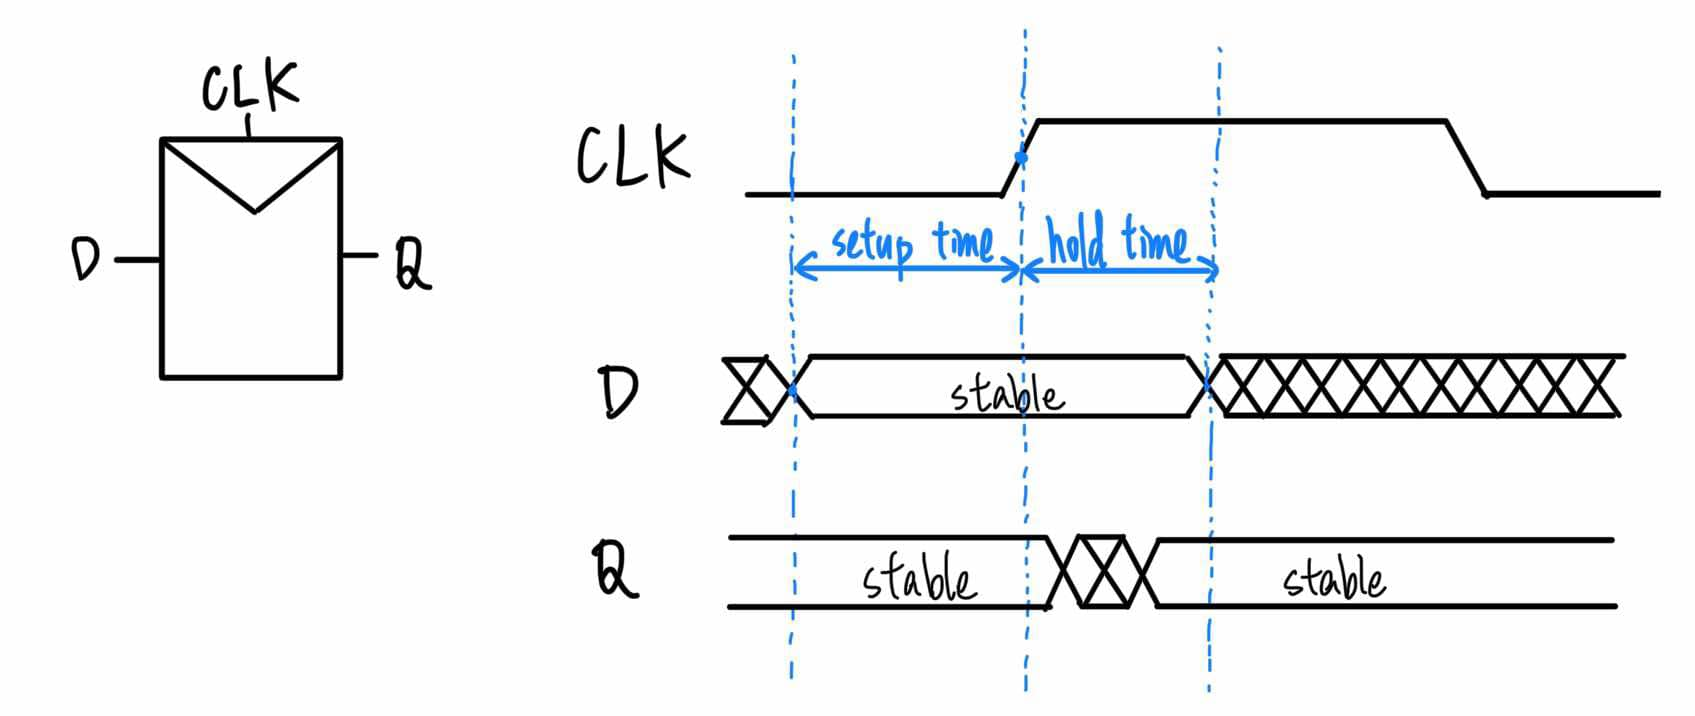 CLK
D
Q
CLK
setup time
hold time
D
stable
Q
stable
stable